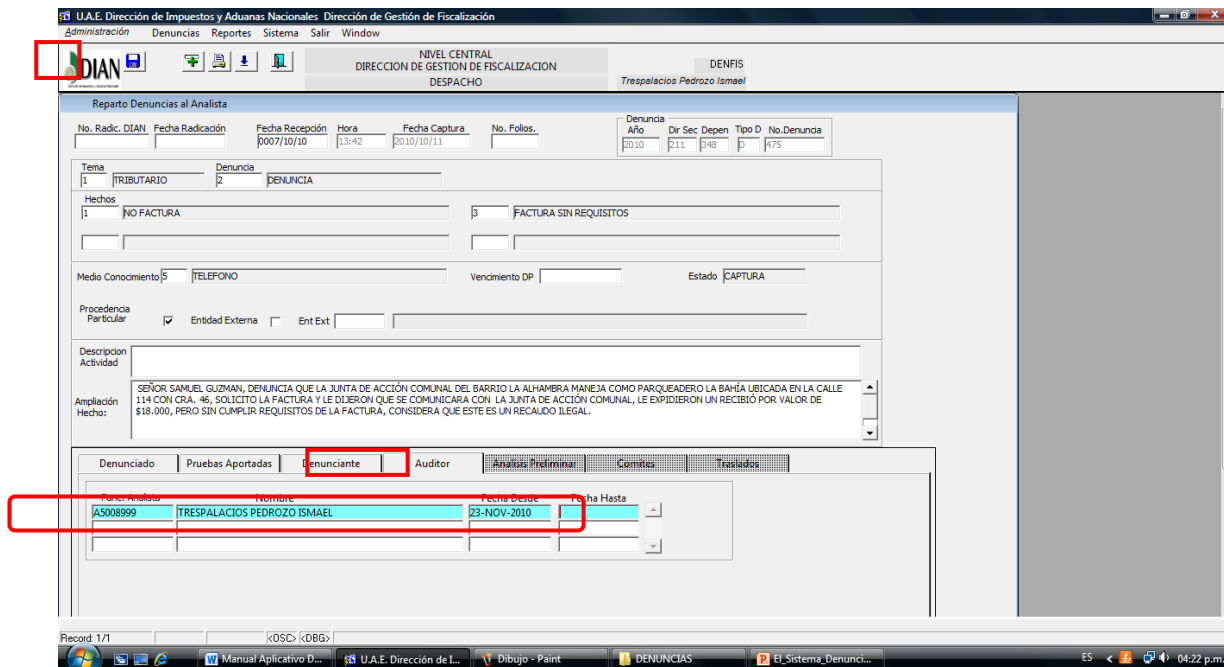 U.A.E. Dirección de Impuestos y Aduanas Nacionales Dirección de Gestión de Fiscalización
Administración Denuncias Reportes Sistema Salir Window
DIAN
NIVEL CENTRAL
DIRECCION DE GESTION DE FISCALIZACION
DESPACHO
DENFIS
Trespalacios Pedrozo Ismael
Reparto Denuncias al Analista
No. Radic. DIAN Fecha Radicación Fecha Recepción Hora Fecha Captura No. Folios.
0007/10/10 13:42 2010/10/11
Denuncia
Año Dir Sec Depen Tipo D No.Denuncia
2010 211 348 D 475
Tema Denuncia
1 TRIBUTARIO 2 DENUNCIA
Hechos
1 NO FACTURA 3 FACTURA SIN REQUISITOS
Medio Conocimiento 5 TELEFONO Vencimiento DP Estado CAPTURA
Procedencia
Particular Entidad Externa Ent Ext
Descripcion
Actividad
Ampliación
Hecho:
SEÑOR SAMUEL GUZMAN, DENUNCIA QUE LA JUNTA DE ACCIÓN COMUNAL DEL BARRIO LA ALHAMBRA MANEJA COMO PARQUEADERO LA BAHÍA UBICADA EN LA CALLE
114 CON CRA. 46, SOLICITO LA FACTURA Y LE DIJERON QUE SE COMUNICARA CON LA JUNTA DE ACCIÓN COMUNAL, LE EXPIDIERON UN RECIBIÓ POR VALOR DE
$18.000, PERO SIN CUMPLIR REQUISITOS DE LA FACTURA, CONSIDERA QUE ESTE ES UN RECAUDO ILEGAL.
Denunciado Pruebas Aportadas Denunciante Auditor Analisis Preliminar Comites Traslados
Func. Analista Nombre Fecha Desde Fecha Hasta
A5008999 TRESPALACIOS PEDROZO ISMAEL 23-NOV-2010
Record: 1/1 <OSC> <DBG>
Manual Aplicativo D... U.A.E. Dirección de I... Dibujo - Paint DENUNCIAS El_Sistema_Denunci... ES 04:22 p.m.